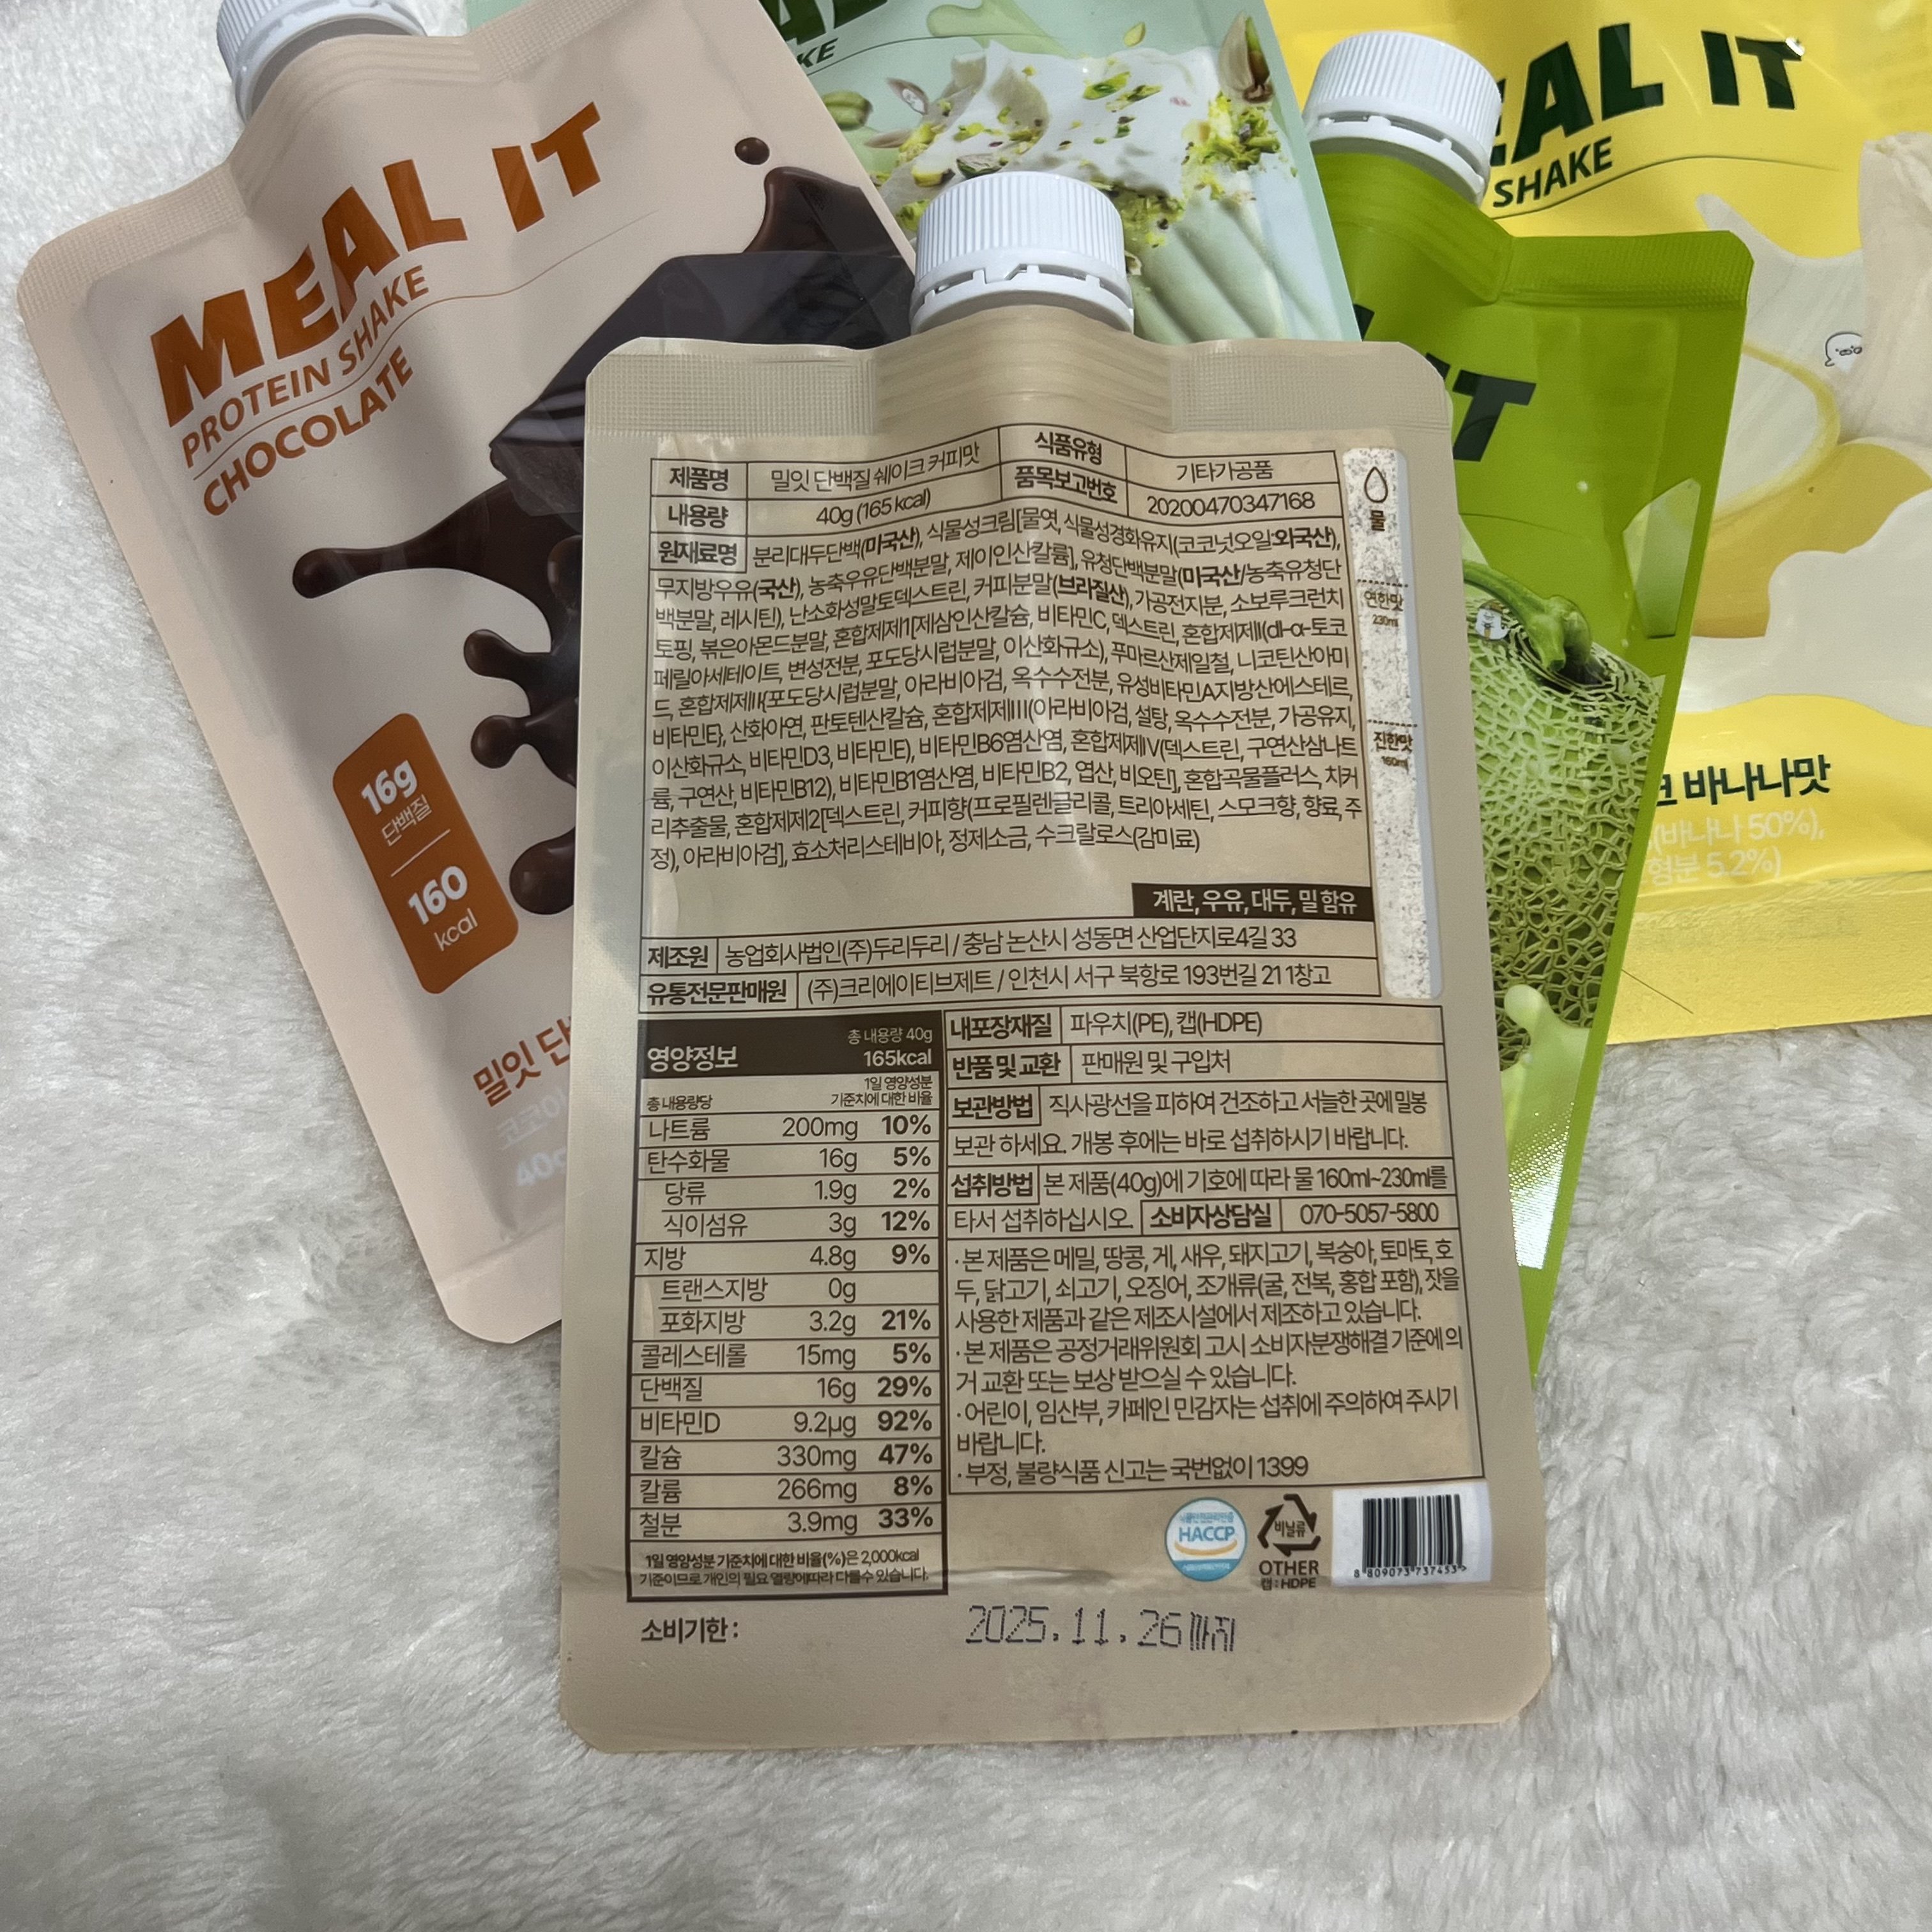 MEAL IT
PROTEIN SHAKE
CHOCOLATE
16g
단백질
160
kcal
밀잇 단백
코코아
40g
KE
EAL IT
SHAKE
IT
크 바나나맛
(바나나 50%),
형분 5.2%)
제품명 밀잇 단백질 쉐이크 커피맛 식품유형 기타가공품
내용량 40g (165 kcal) 품목보고번호 20200470347168
원재료명 분리대두단백(미국산), 식물성크림[물엿, 식물성경화유지(코코넛오일:외국산),
무지방우유(국산), 농축우유단백분말, 제이인산칼륨], 유청단백분말(미국산/농축유청단
백분말, 레시틴), 난소화성말토덱스트린, 커피분말(브라질산), 가공전지분, 소보루크런치
토핑, 볶은아몬드분말, 혼합제제1[제삼인산칼슘, 비타민C, 덱스트린, 혼합제제I(dl-α-토코
페릴아세테이트, 변성전분, 포도당시럽분말, 이산화규소), 푸마르산제일철, 니코틴산아미
드, 혼합제제II{포도당시럽분말, 아라비아검, 옥수수전분, 유성비타민A지방산에스테르,
비타민E}, 산화아연, 판토텐산칼슘, 혼합제제III(아라비아검, 설탕, 옥수수전분, 가공유지,
이산화규소, 비타민D3, 비타민E), 비타민B6염산염, 혼합제제IV(덱스트린, 구연산삼나트
륨, 구연산, 비타민B12), 비타민B1염산염, 비타민B2, 엽산, 비오틴], 혼합곡물플러스, 치커
리추출물, 혼합제제2[덱스트린, 커피향(프로필렌글리콜, 트리아세틴, 스모크향, 향료, 주
정), 아라비아검], 효소처리스테비아, 정제소금, 수크랄로스(감미료)
계란, 우유, 대두, 밀 함유
물
연한맛
230ml
진한맛
160ml
제조원 농업회사법인(주)두리두리 / 충남 논산시 성동면 산업단지로4길 33
유통전문판매원 (주)크리에이티브제트 / 인천시 서구 북항로 193번길 21 1창고
영양정보 총 내용량 40g
165kcal
총 내용량당 1일 영양성분
기준치에 대한 비율
나트륨 200mg 10%
탄수화물 16g 5%
당류 1.9g 2%
식이섬유 3g 12%
지방 4.8g 9%
트랜스지방 0g
포화지방 3.2g 21%
콜레스테롤 15mg 5%
단백질 16g 29%
비타민D 9.2μg 92%
칼슘 330mg 47%
칼륨 266mg 8%
철분 3.9mg 33%
1일 영양성분 기준치에 대한 비율(%)은 2,000kcal
기준이므로 개인의 필요 열량에따라 다를수 있습니다.
내포장재질 파우치(PE), 캡(HDPE)
반품 및 교환 판매원 및 구입처
보관방법 직사광선을 피하여 건조하고 서늘한 곳에 밀봉
보관 하세요. 개봉 후에는 바로 섭취하시기 바랍니다.
섭취방법 본 제품(40g)에 기호에 따라 물 160ml~230ml를
타서 섭취하십시오. 소비자상담실 070-5057-5800
·본 제품은 메밀, 땅콩, 게, 새우, 돼지고기, 복숭아, 토마토, 호
두, 닭고기, 쇠고기, 오징어, 조개류(굴, 전복, 홍합 포함), 잣을
사용한 제품과 같은 제조시설에서 제조하고 있습니다.
·본 제품은 공정거래위원회 고시 소비자분쟁해결 기준에 의
거 교환 또는 보상 받으실 수 있습니다.
·어린이, 임산부, 카페인 민감자는 섭취에 주의하여 주시기
바랍니다.
·부정, 불량식품 신고는 국번없이 1399
HACCP
비닐류
OTHER
캡 : HDPE
8 809073 737453 >
소비기한 : 2025.11.26까지